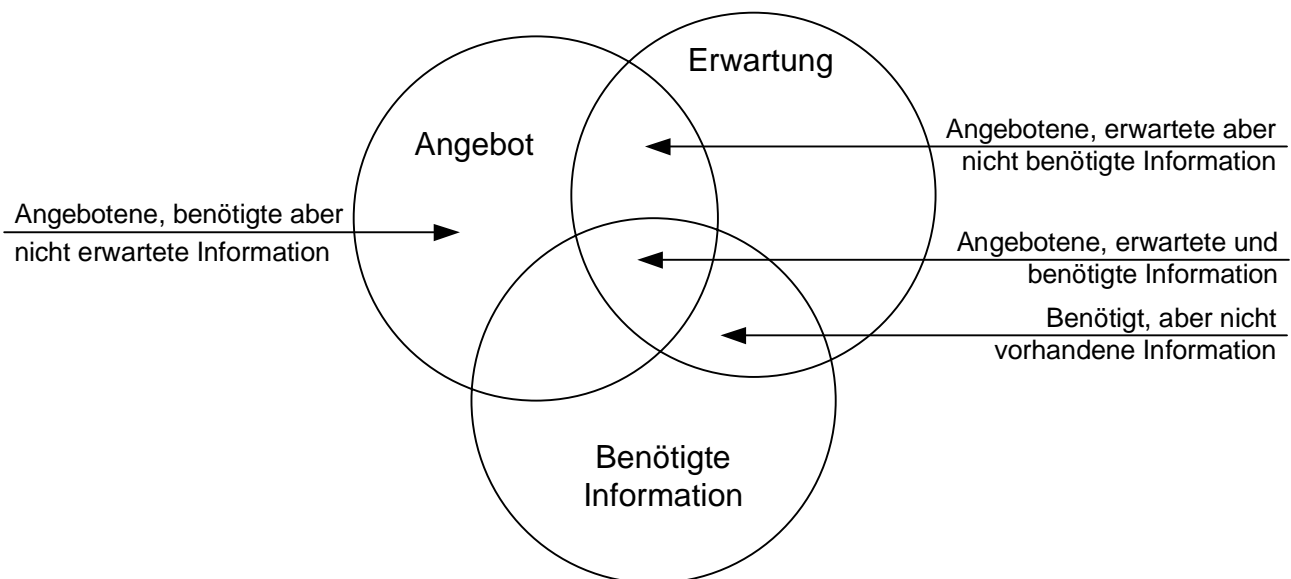 Erwartung
Angebot
Angebotene, erwartete aber
nicht benötigte Information
Angebotene, benötigte aber
nicht erwartete Information
Angebotene, erwartete und
benötigte Information
Benötigt, aber nicht
vorhandene Information
Benötigte
Information